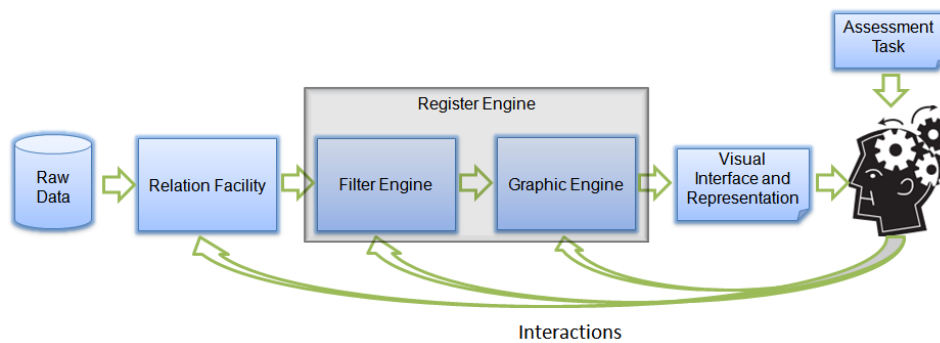 Assessment
Task
Register Engine
Raw
Data
Relation Facility
Filter Engine
Graphic Engine
Visual
Interface and
Representation
Interactions